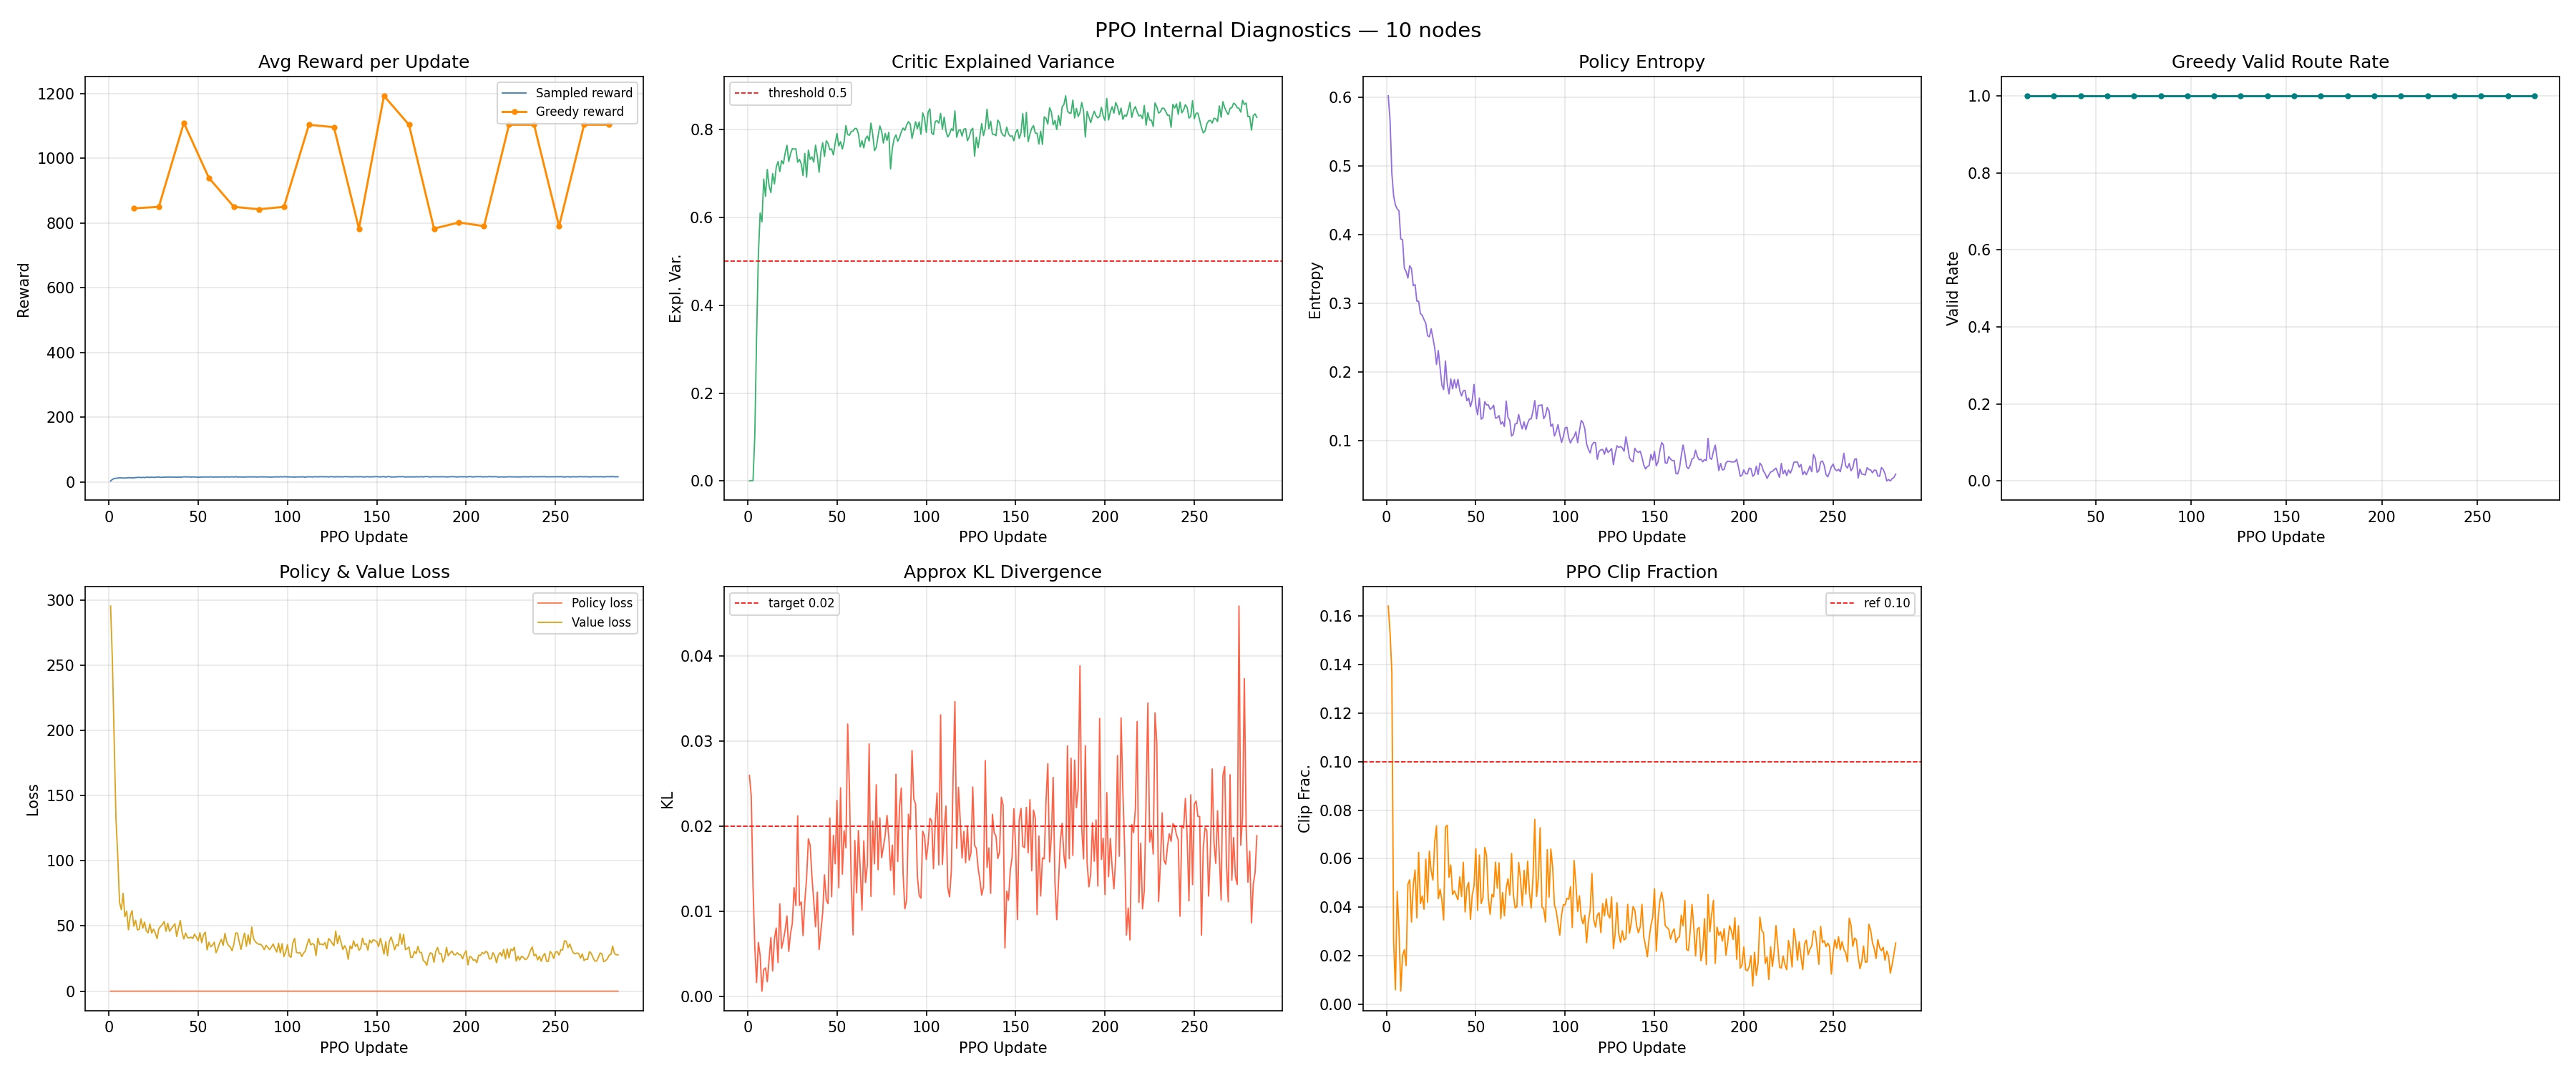 PPO Internal Diagnostics — 10 nodes
Avg Reward per Update
Sampled reward
Greedy reward
1200
1000
800
600
400
200
0
Reward
0 50 100 150 200 250
PPO Update
Critic Explained Variance
threshold 0.5
0.8
0.6
0.4
0.2
0.0
Expl. Var.
0 50 100 150 200 250
PPO Update
Policy Entropy
0.6
0.5
0.4
0.3
0.2
0.1
Entropy
0 50 100 150 200 250
PPO Update
Greedy Valid Route Rate
1.0
0.8
0.6
0.4
0.2
0.0
Valid Rate
50 100 150 200 250
PPO Update
Policy & Value Loss
Policy loss
Value loss
300
250
200
150
100
50
0
Loss
0 50 100 150 200 250
PPO Update
Approx KL Divergence
target 0.02
0.04
0.03
0.02
0.01
0.00
KL
0 50 100 150 200 250
PPO Update
PPO Clip Fraction
ref 0.10
0.16
0.14
0.12
0.10
0.08
0.06
0.04
0.02
0.00
Clip Frac.
0 50 100 150 200 250
PPO Update